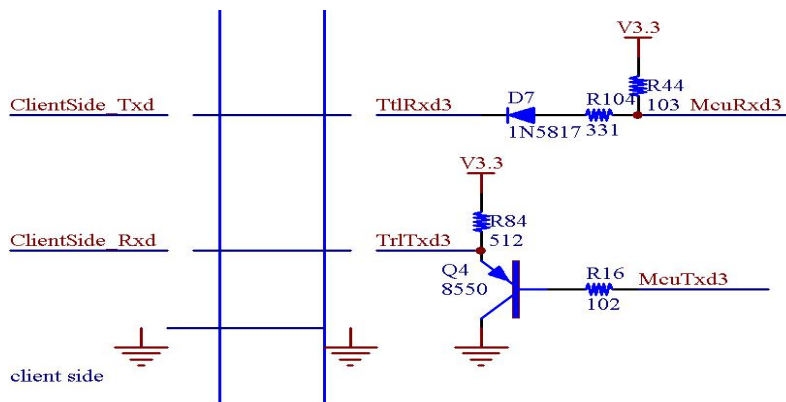 V3.3
R44
103
ClientSide_Txd
TtlRxd3
D7
1N5817
R104
331
McuRxd3
V3.3
R84
512
ClientSide_Rxd
TrlTxd3
Q4
8550
R16
102
McuTxd3
client side